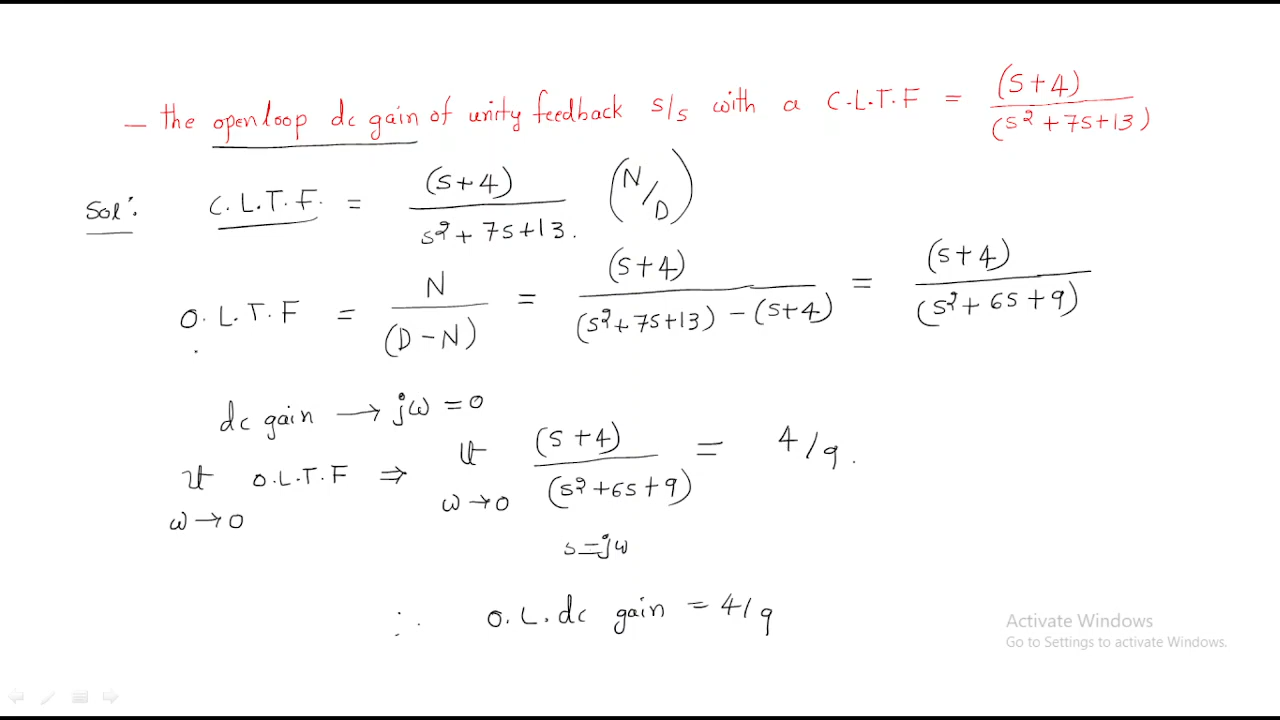 – the openloop dc gain of unity feedback s/s with a C.L.T.F = (s+4)/(s²+7s+13)
Sol: C.L.T.F. = (s+4)/s²+7s+13. (N/D)
O.L.T.F = N/(D-N) = (s+4)/(s²+7s+13)-(s+4) = (s+4)/(s²+6s+9)
dc gain → jω = 0
lt ω→0 O.L.T.F ⇒ lt ω→0 (s+4)/(s²+6s+9) = 4/9.
s=jω
∴ O.L. dc gain = 4/9
Activate Windows
Go to Settings to activate Windows.